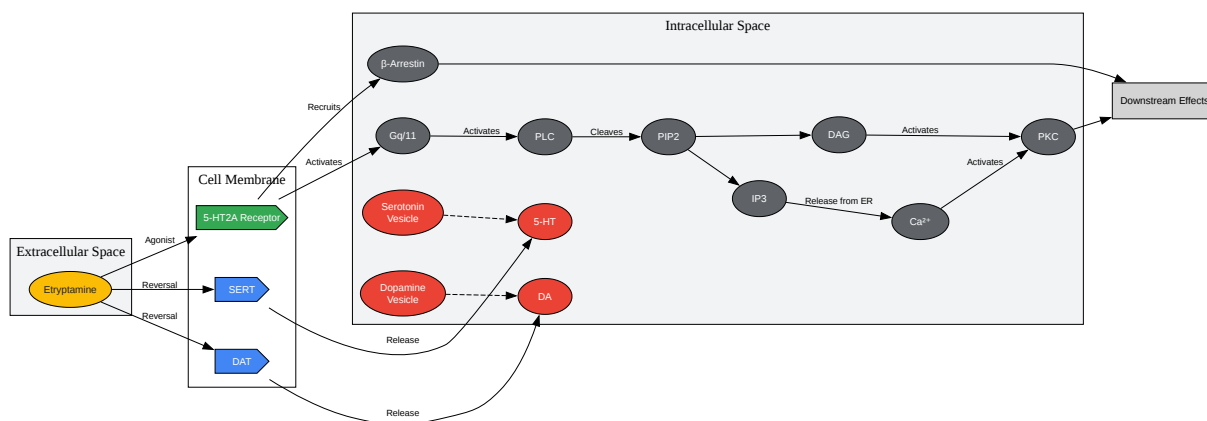 Intracellular Space
β-Arrestin
Downstream Effects
Recruits
Gq/11
Activates
PLC
Cleaves
PIP2
DAG
Activates
PKC
Activates
Activates
Cell Membrane
5-HT2A Receptor
Serotonin
Vesicle
5-HT
IP3
Release from ER
Ca²⁺
Extracellular Space
Agonist
Etryptamine
Reversal
SERT
Dopamine
Vesicle
DA
Reversal
Release
DAT
Release